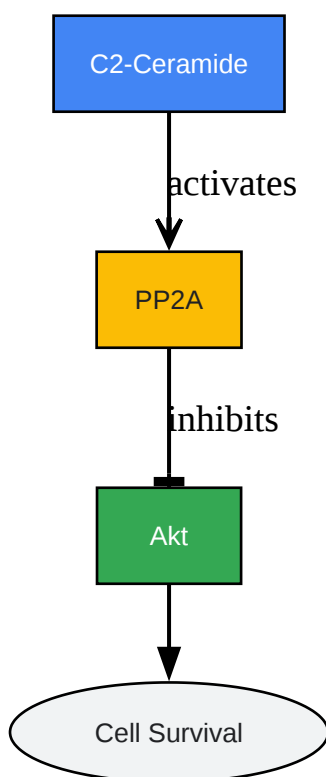 C2-Ceramide
activates
PP2A
inhibits
Akt
Cell Survival